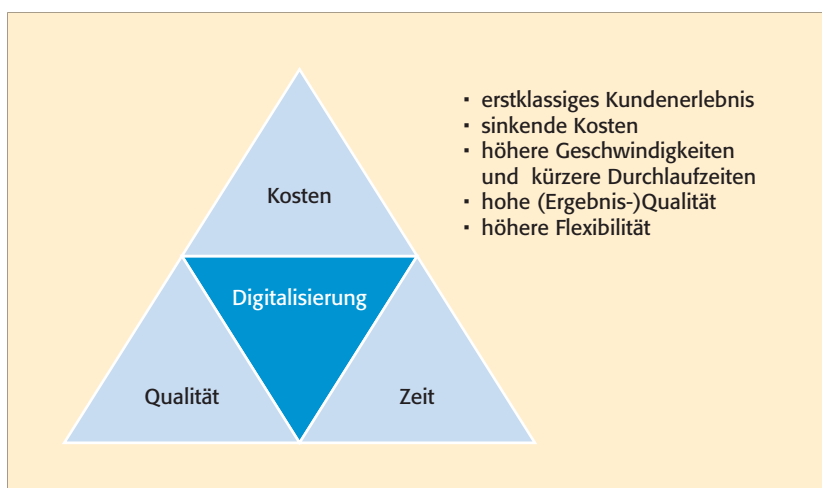 Kosten
Digitalisierung
Qualität
Zeit
▪ erstklassiges Kundenerlebnis
▪ sinkende Kosten
▪ höhere Geschwindigkeiten
und kürzere Durchlaufzeiten
▪ hohe (Ergebnis-)Qualität
▪ höhere Flexibilität